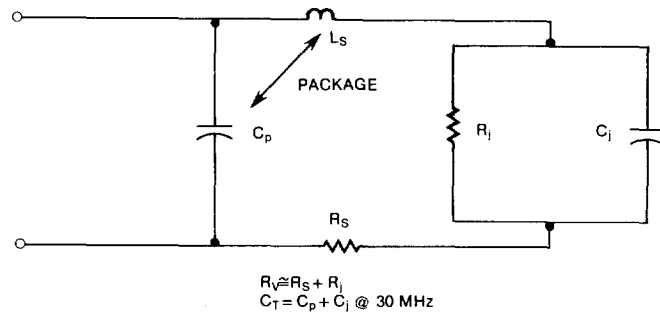 L_S
PACKAGE
C_p
R_j
C_j
R_S
R_V≅R_S + R_j
C_T = C_p + C_j @ 30 MHz